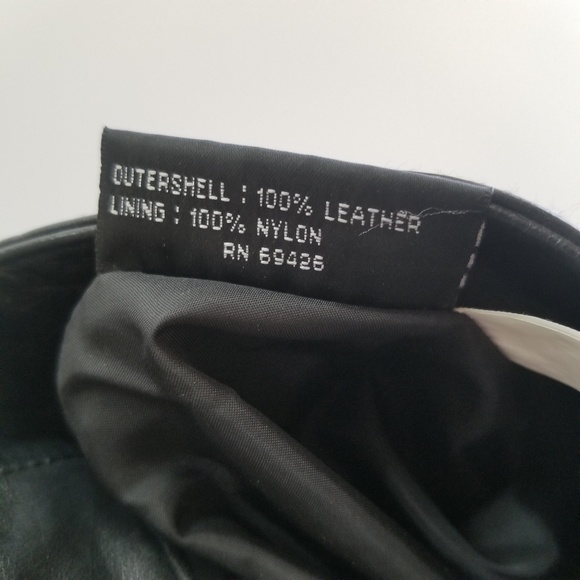 OUTERSHELL : 100% LEATHER
LINING : 100% NYLON
RN 69426